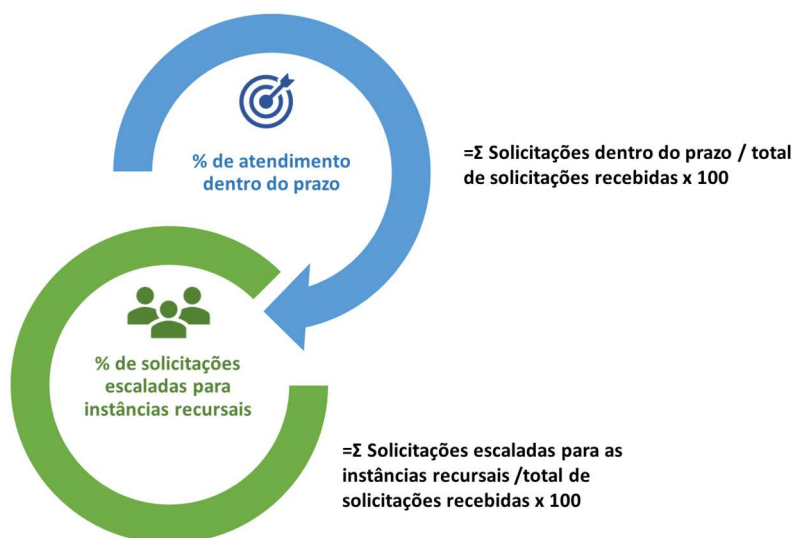 % de atendimento
dentro do prazo
=Σ Solicitações dentro do prazo / total
de solicitações recebidas x 100
% de solicitações
escaladas para
instâncias recursais
=Σ Solicitações escaladas para as
instâncias recursais /total de
solicitações recebidas x 100